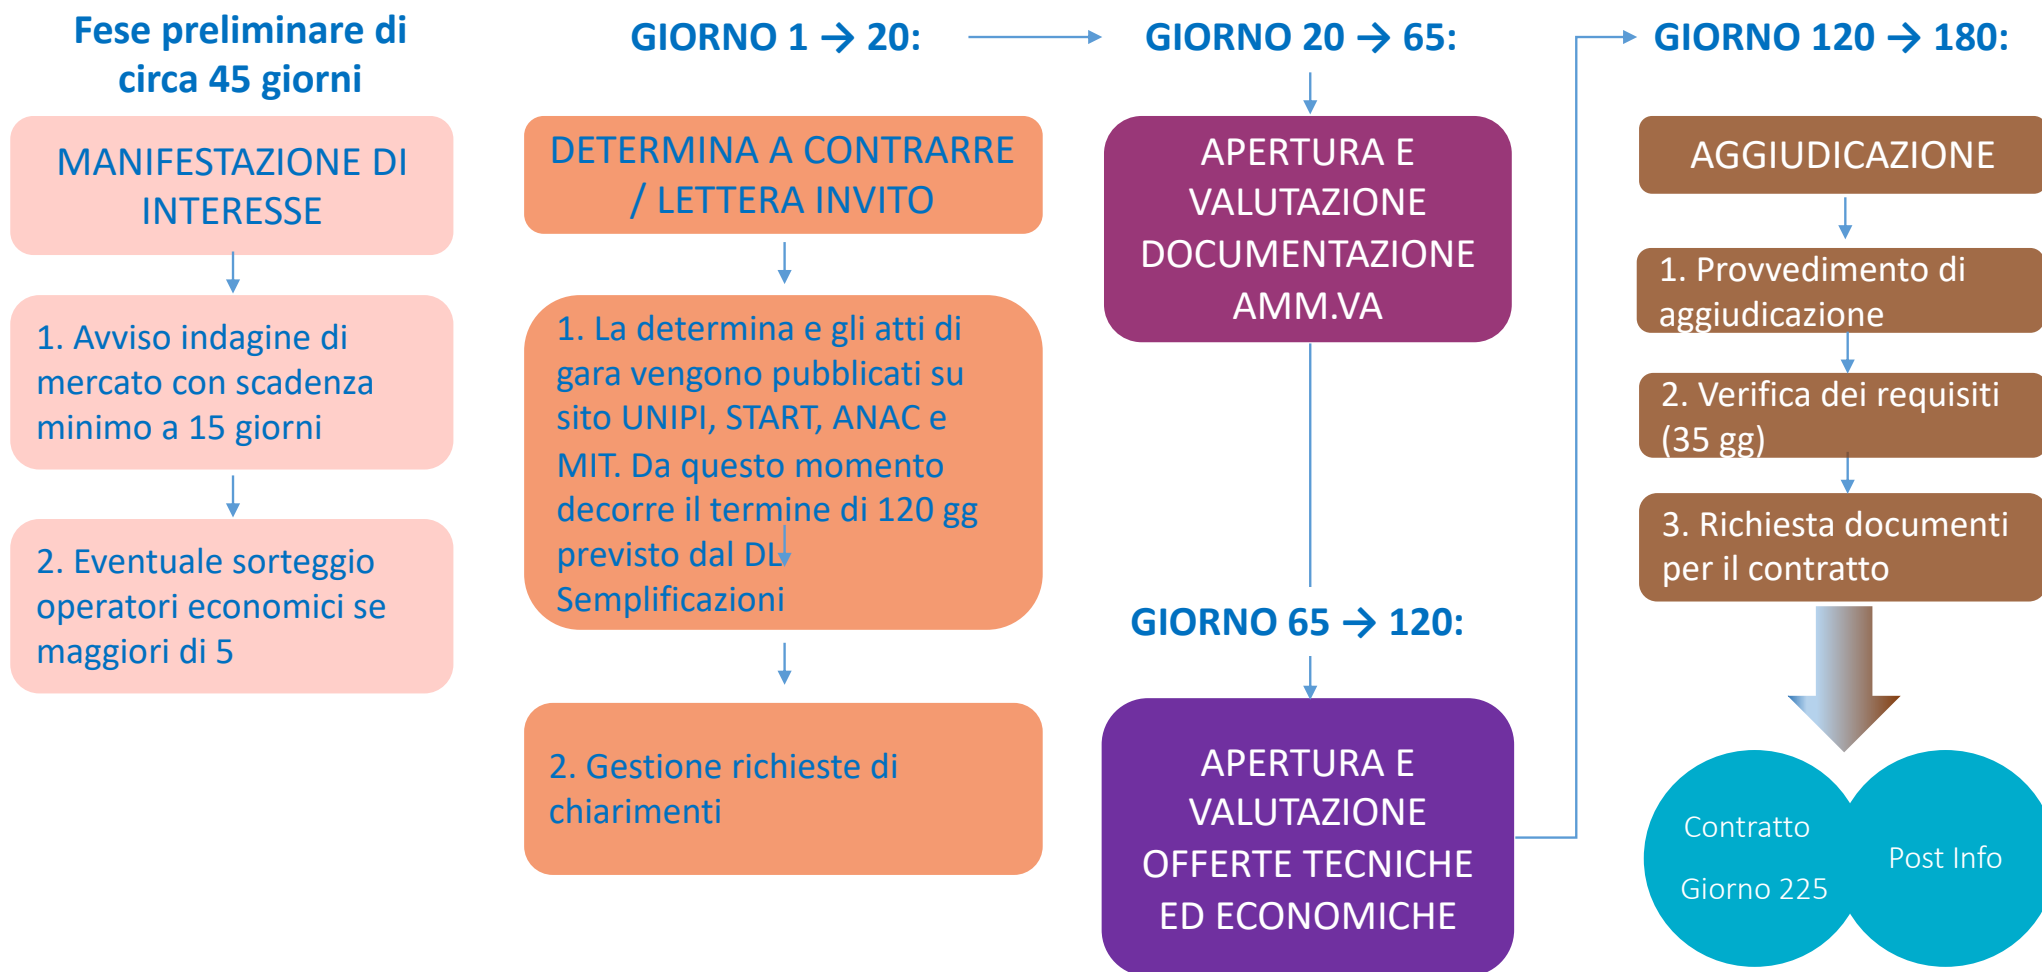 Fese preliminare di
circa 45 giorni
MANIFESTAZIONE DI
INTERESSE
1. Avviso indagine di
mercato con scadenza
minimo a 15 giorni
2. Eventuale sorteggio
operatori economici se
maggiori di 5
GIORNO 1 → 20:
DETERMINA A CONTRARRE
/ LETTERA INVITO
1. La determina e gli atti di
gara vengono pubblicati su
sito UNIPI, START, ANAC e
MIT. Da questo momento
decorre il termine di 120 gg
previsto dal DL
Semplificazioni
2. Gestione richieste di
chiarimenti
GIORNO 20 → 65:
APERTURA E
VALUTAZIONE
DOCUMENTAZIONE
AMM.VA
GIORNO 65 → 120:
APERTURA E
VALUTAZIONE
OFFERTE TECNICHE
ED ECONOMICHE
GIORNO 120 → 180:
AGGIUDICAZIONE
1. Provvedimento di
aggiudicazione
2. Verifica dei requisiti
(35 gg)
3. Richiesta documenti
per il contratto
Contratto
Giorno 225
Post Info